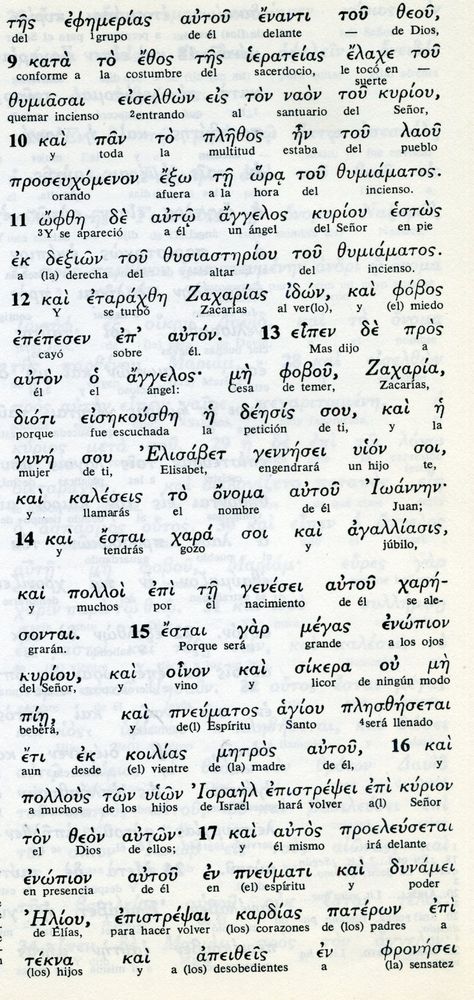 τῆς ἐφημερίας αὐτοῦ ἔναντι τοῦ θεοῦ,
del ¹grupo de él delante — de Dios,
9 κατὰ τὸ ἔθος τῆς ἱερατείας ἔλαχε τοῦ
conforme a la costumbre del sacerdocio, le tocó en —
suerte
θυμιᾶσαι εἰσελθὼν εἰς τὸν ναὸν τοῦ κυρίου,
quemar incienso ²entrando al santuario del Señor,
10 καὶ πᾶν τὸ πλῆθος ἦν τοῦ λαοῦ
y toda la multitud estaba del pueblo
προσευχόμενον ἔξω τῇ ὥρᾳ τοῦ θυμιάματος.
orando afuera a la hora del incienso.
11 ὤφθη δὲ αὐτῷ ἄγγελος κυρίου ἑστὼς
³Y se apareció a él un ángel del Señor en pie
ἐκ δεξιῶν τοῦ θυσιαστηρίου τοῦ θυμιάματος.
a (la) derecha del altar del incienso.
12 καὶ ἐταράχθη Ζαχαρίας ἰδών, καὶ φόβος
Y se turbó Zacarías al ver(lo), y (el) miedo
ἐπέπεσεν ἐπ' αὐτόν. 13 εἶπεν δὲ πρὸς
cayó sobre él. Mas dijo a
αὐτὸν ὁ ἄγγελος· μὴ φοβοῦ, Ζαχαρία,
él el ángel: Cesa de temer, Zacarías,
διότι εἰσηκούσθη ἡ δέησίς σου, καὶ ἡ
porque fue escuchada la petición de ti, y la
γυνή σου Ἐλισάβετ γεννήσει υἱόν σοι,
mujer de ti, Elisabet, engendrará un hijo te,
καὶ καλέσεις τὸ ὄνομα αὐτοῦ Ἰωάννην·
y llamarás el nombre de él Juan;
14 καὶ ἔσται χαρά σοι καὶ ἀγαλλίασις,
y tendrás gozo y júbilo,
καὶ πολλοὶ ἐπὶ τῇ γενέσει αὐτοῦ χαρή-
y muchos por el nacimiento de él se ale-
σονται. 15 ἔσται γὰρ μέγας ἐνώπιον
grarán. Porque será grande a los ojos
κυρίου, καὶ οἶνον καὶ σίκερα οὐ μὴ
del Señor, y vino y licor de ningún modo
πίῃ, καὶ πνεύματος ἁγίου πλησθήσεται
beberá, y de(l) Espíritu Santo ⁴será llenado
ἔτι ἐκ κοιλίας μητρὸς αὐτοῦ, 16 καὶ
aun desde (el) vientre de (la) madre de él, y
πολλοὺς τῶν υἱῶν Ἰσραὴλ ἐπιστρέψει ἐπὶ κύριον
a muchos de los hijos de Israel hará volver a(l) Señor
τὸν θεὸν αὐτῶν· 17 καὶ αὐτὸς προελεύσεται
el Dios de ellos; y él mismo irá delante
ἐνώπιον αὐτοῦ ἐν πνεύματι καὶ δυνάμει
en presencia de él en (el) espíritu y poder
Ἠλίου, ἐπιστρέψαι καρδίας πατέρων ἐπὶ
de Elías, para hacer volver (los) corazones de (los) padres a
τέκνα καὶ ἀπειθεῖς ἐν φρονήσει
(los) hijos y a (los) desobedientes a (la) sensatez